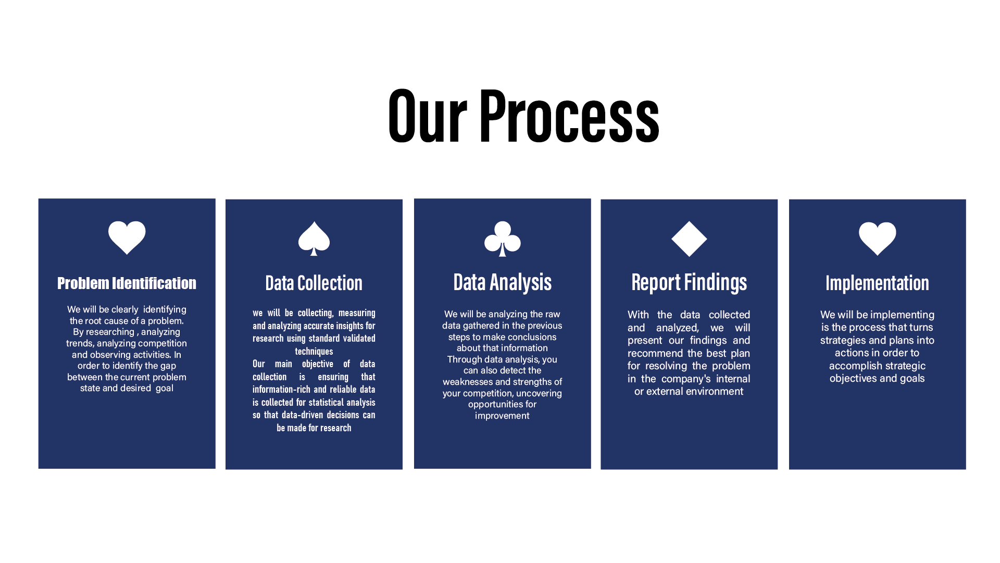 Our Process
Problem Identification
We will be clearly  identifying
the root cause of a problem.
By researching , analyzing
trends, analyzing competition
and observing activities. In
order to identify the gap
between the current problem
state and desired  goal
Data Collection
we will be collecting, measuring
and analyzing accurate insights for
research using standard validated
techniques
Our main objective of data
collection is ensuring that
information-rich and reliable data
is collected for statistical analysis
so that data-driven decisions can
be made for research
Data Analysis
We will be analyzing the raw
data gathered in the previous
steps to make conclusions
about that information
Through data analysis, you
can also detect the
weaknesses and strengths of
your competition, uncovering
opportunities for
improvement
Report Findings
With the data collected
and analyzed, we will
present our findings and
recommend the best plan
for resolving the problem
in the company's internal
or external environment
Implementation
We will be implementing
is the process that turns
strategies and plans into
actions in order to
accomplish strategic
objectives and goals